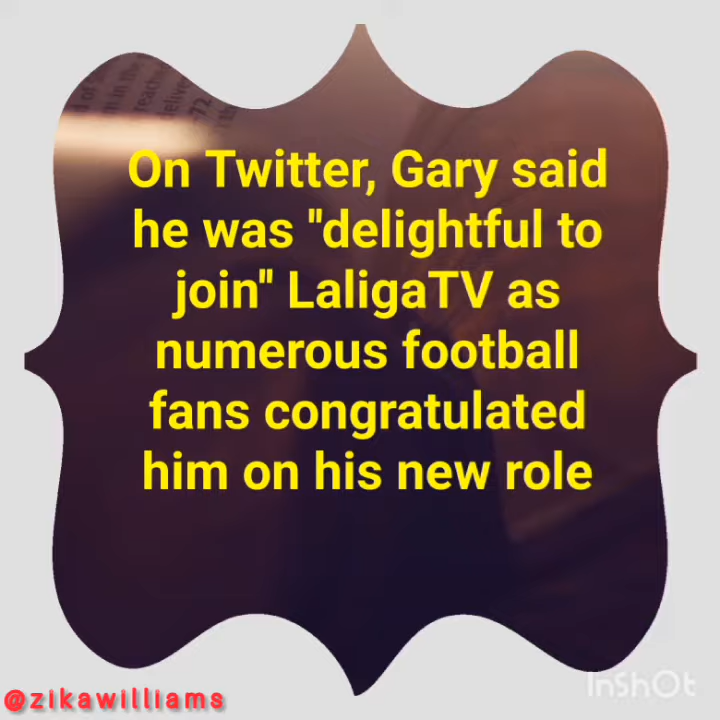 On Twitter, Gary said
he was "delightful to
join" LaligaTV as
numerous football
fans congratulated
him on his new role
@zikawilliams
InShOt